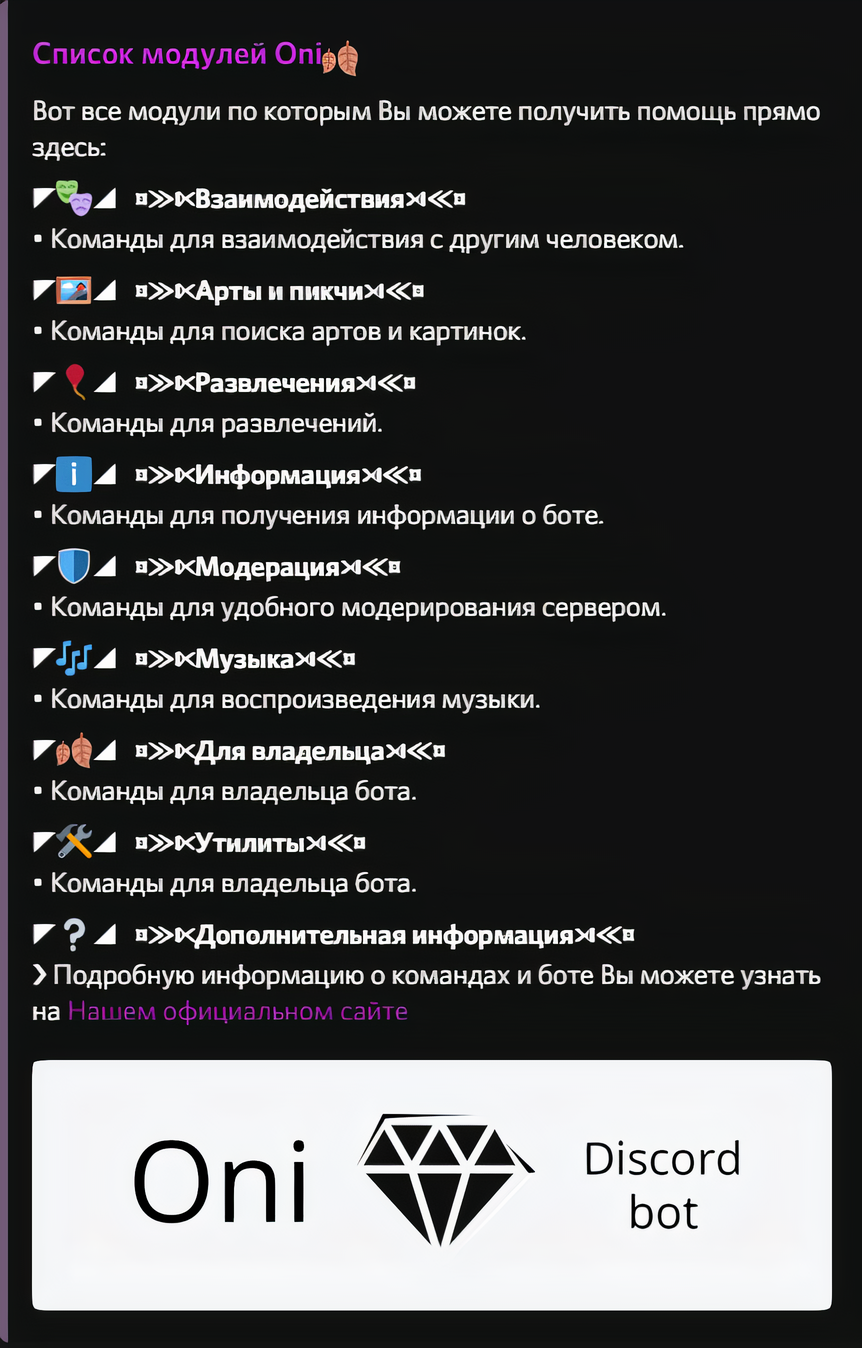 Список модулей Oni🍂
Вот все модули по которым Вы можете получить помощь прямо
здесь:
◤🎭◢ ¤≫⋉Взаимодействия⋊≪¤
• Команды для взаимодействия с другим человеком.
◤🖼️◢ ¤≫⋉Арты и пикчи⋊≪¤
• Команды для поиска артов и картинок.
◤🎈◢ ¤≫⋉Развлечения⋊≪¤
• Команды для развлечений.
◤ℹ️◢ ¤≫⋉Информация⋊≪¤
• Команды для получения информации о боте.
◤🛡️◢ ¤≫⋉Модерация⋊≪¤
• Команды для удобного модерирования сервером.
◤🎶◢ ¤≫⋉Музыка⋊≪¤
• Команды для воспроизведения музыки.
◤🍂◢ ¤≫⋉Для владельца⋊≪¤
• Команды для владельца бота.
◤🛠️◢ ¤≫⋉Утилиты⋊≪¤
• Команды для владельца бота.
◤❔◢ ¤≫⋉Дополнительная информация⋊≪¤
❯ Подробную информацию о командах и боте Вы можете узнать
на Нашем официальном сайте
Oni
Discord
bot